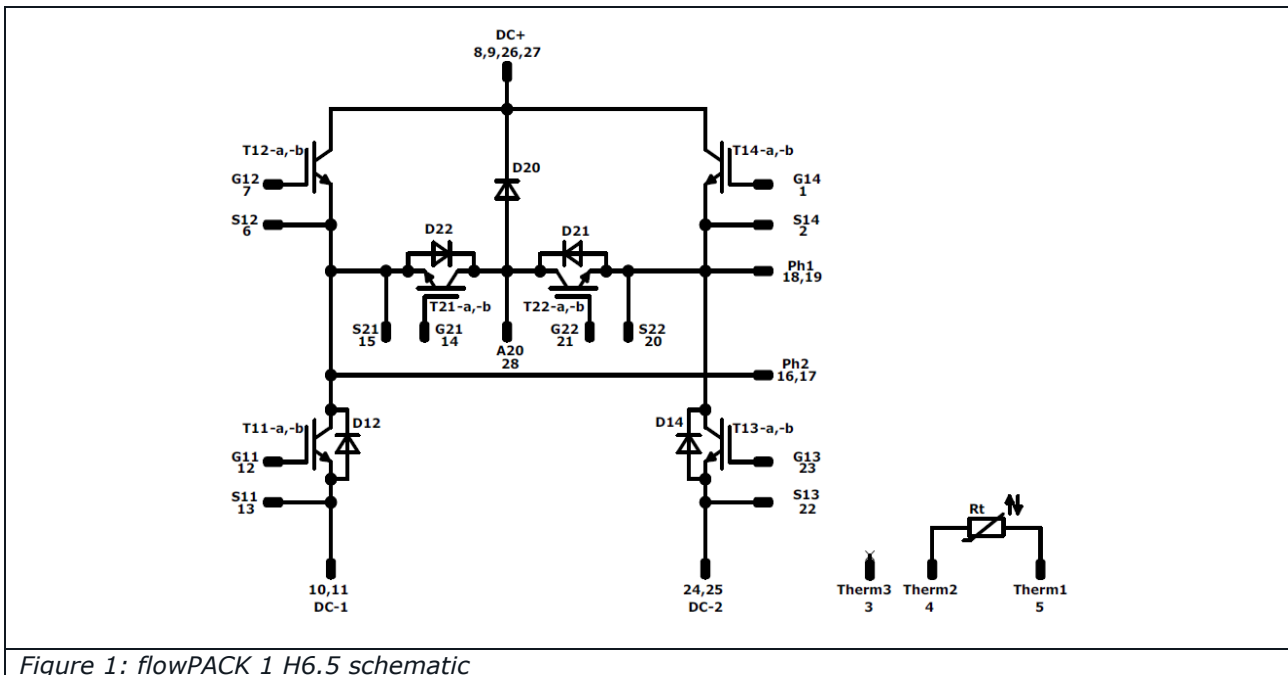 DC+
8,9,26,27
T12-a,-b
T14-a,-b
D20
G12
7
G14
1
S12
6
S14
2
D22
D21
Ph1
18,19
T21-a,-b
T22-a,-b
S21
15
G21
14
A20
28
G22
21
S22
20
Ph2
16,17
T11-a,-b
D12
D14
T13-a,-b
G11
12
G13
23
S11
13
S13
22
Rt
10,11
DC-1
24,25
DC-2
Therm3
3
Therm2
4
Therm1
5
Figure 1: flowPACK 1 H6.5 schematic